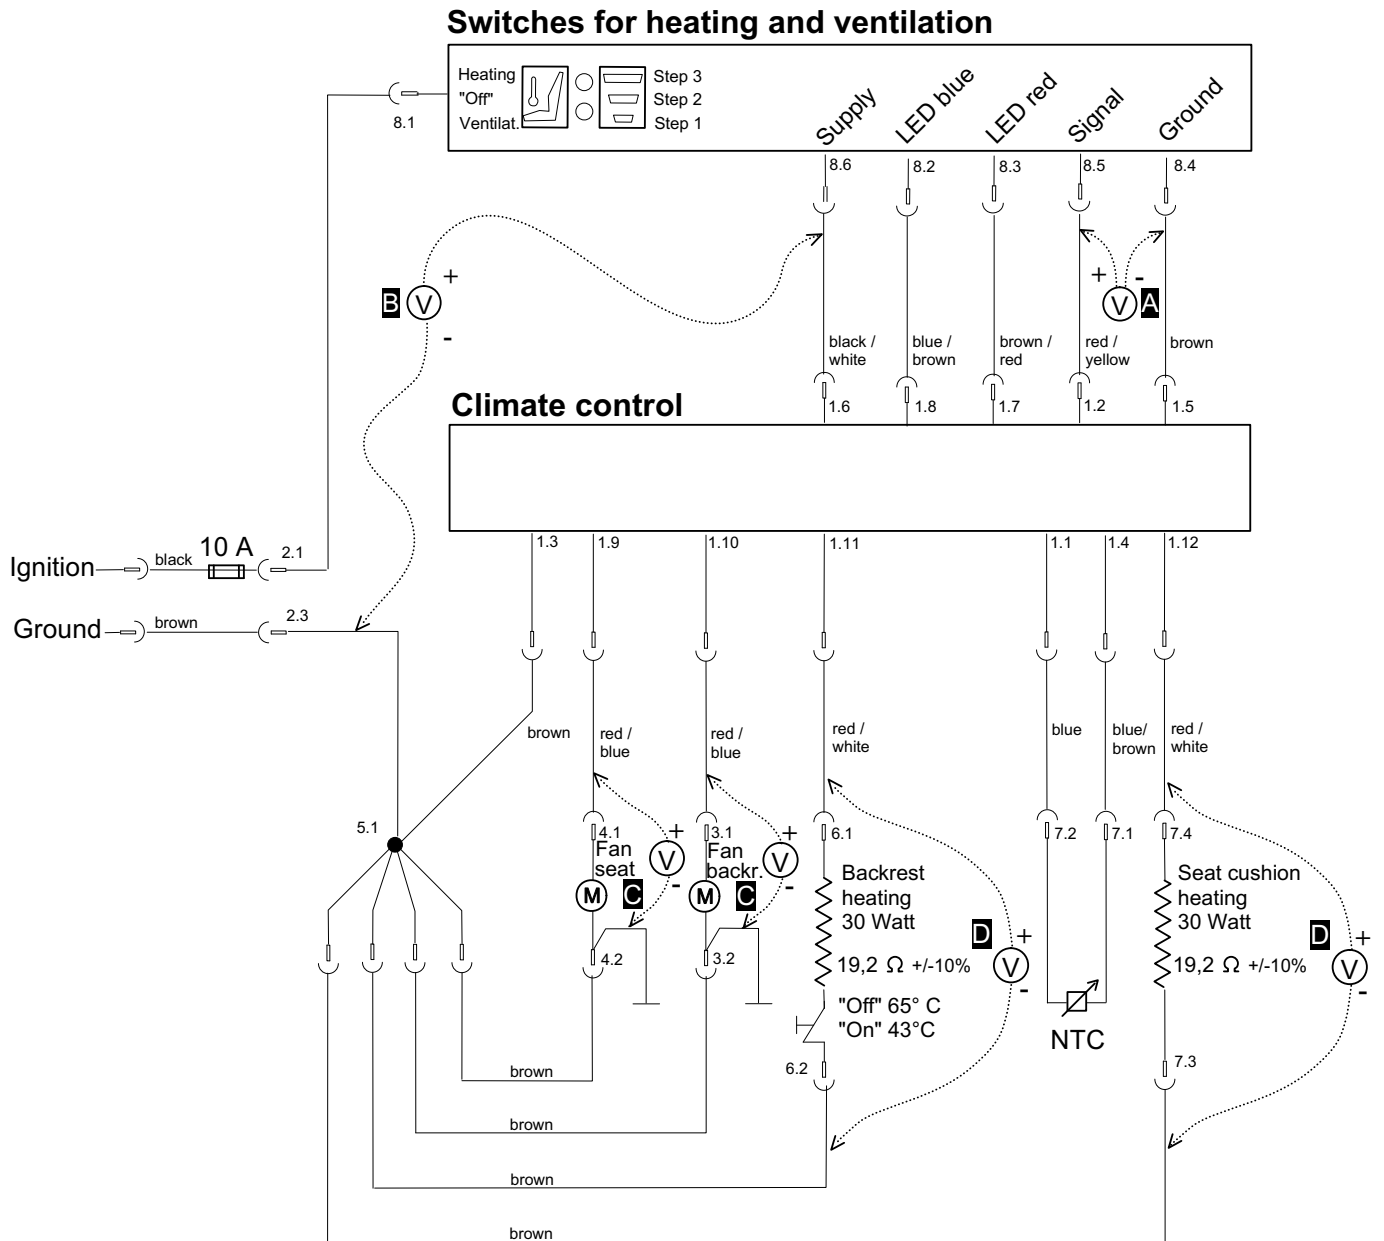 Switches for heating and ventilation
Heating
"Off"
Ventilat.
Step 3
Step 2
Step 1
Supply
LED blue
LED red
Signal
Ground
8.1
8.6
8.2
8.3
8.5
8.4
+
B
V
-
+
-
V
A
black /
white
blue /
brown
brown /
red
red /
yellow
brown
1.6
1.8
1.7
1.2
1.5
Climate control
Ignition
black
10 A
2.1
Ground
brown
2.3
1.3
1.9
1.10
1.11
1.1
1.4
1.12
brown
red /
blue
red /
blue
red /
white
blue
blue/
brown
red /
white
5.1
4.1
Fan
seat
M
C
+
V
-
4.2
3.1
Fan
backr.
M
C
+
V
-
3.2
6.1
Backrest
heating
30 Watt
19,2 Ω +/-10%
"Off" 65° C
"On" 43°C
6.2
D
+
V
-
7.2
7.1
NTC
7.4
Seat cushion
heating
30 Watt
19,2 Ω +/-10%
7.3
D
+
V
-
brown
brown
brown
brown